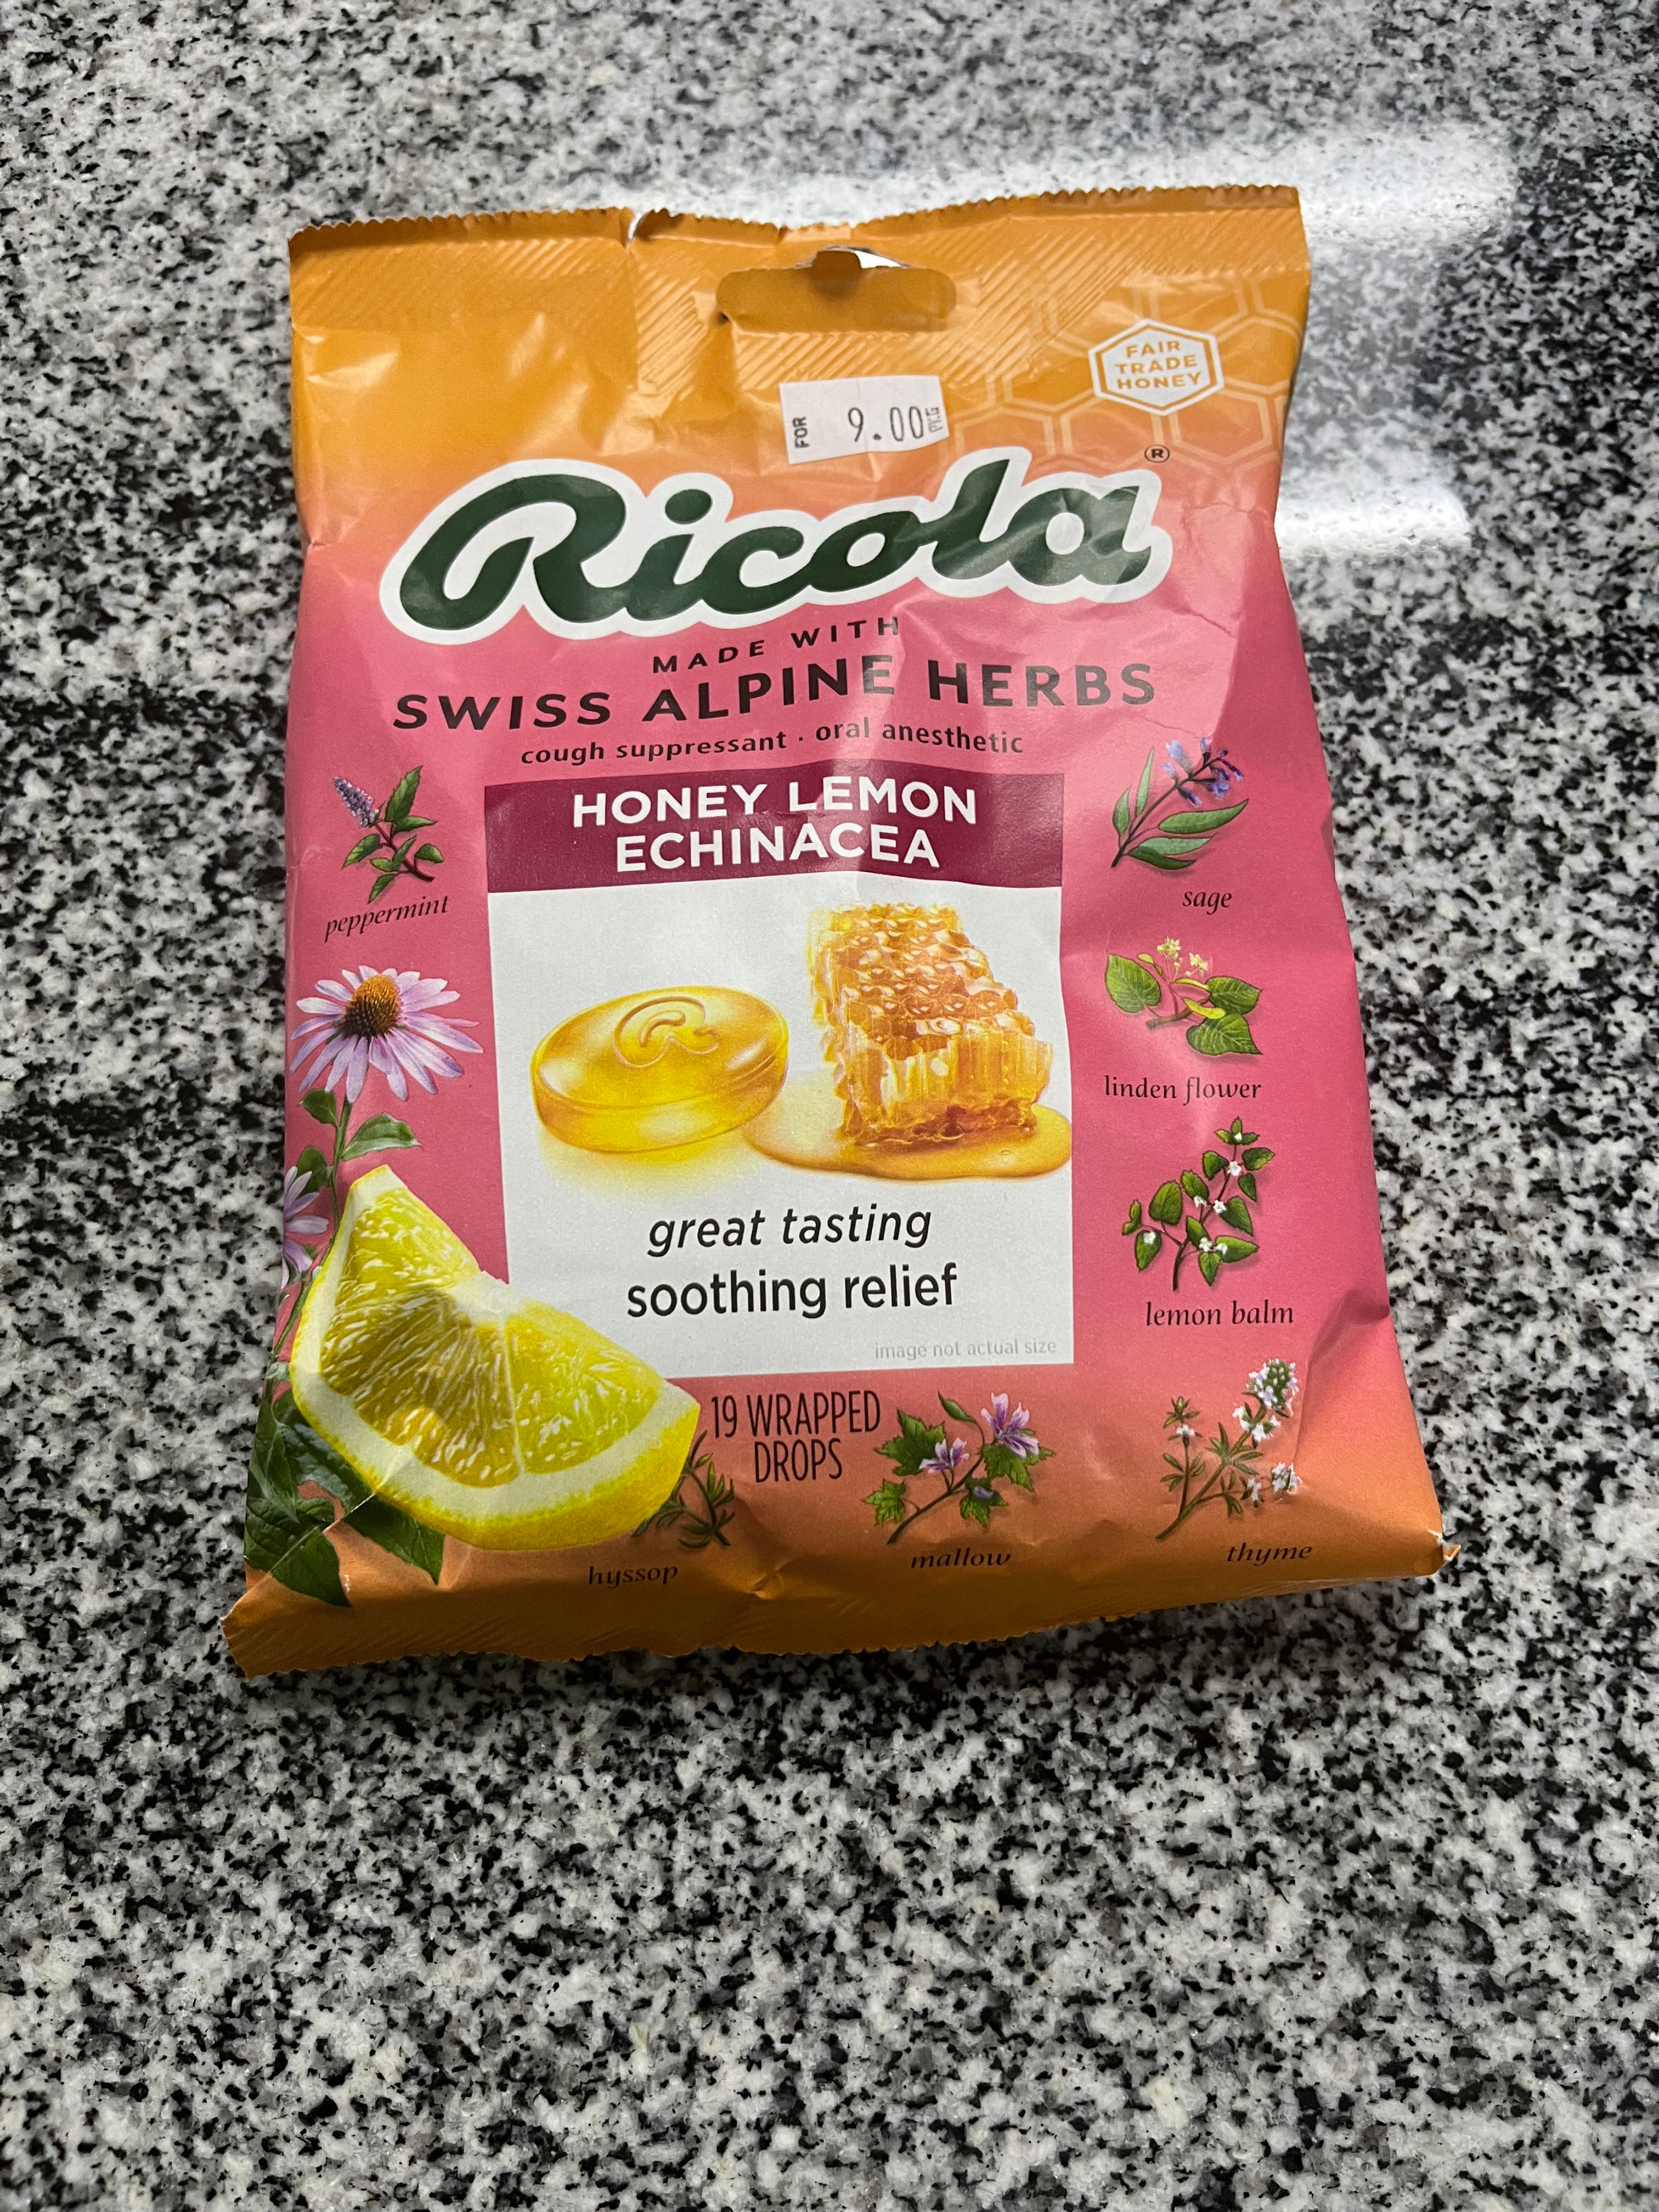 FAIR
TRADE
HONEY
FOR 9.00 PKG
Ricola®
MADE WITH
SWISS ALPINE HERBS
cough suppressant · oral anesthetic
HONEY LEMON
ECHINACEA
peppermint
sage
linden flower
lemon balm
great tasting
soothing relief
image not actual size
19 WRAPPED
DROPS
hyssop
mallow
thyme